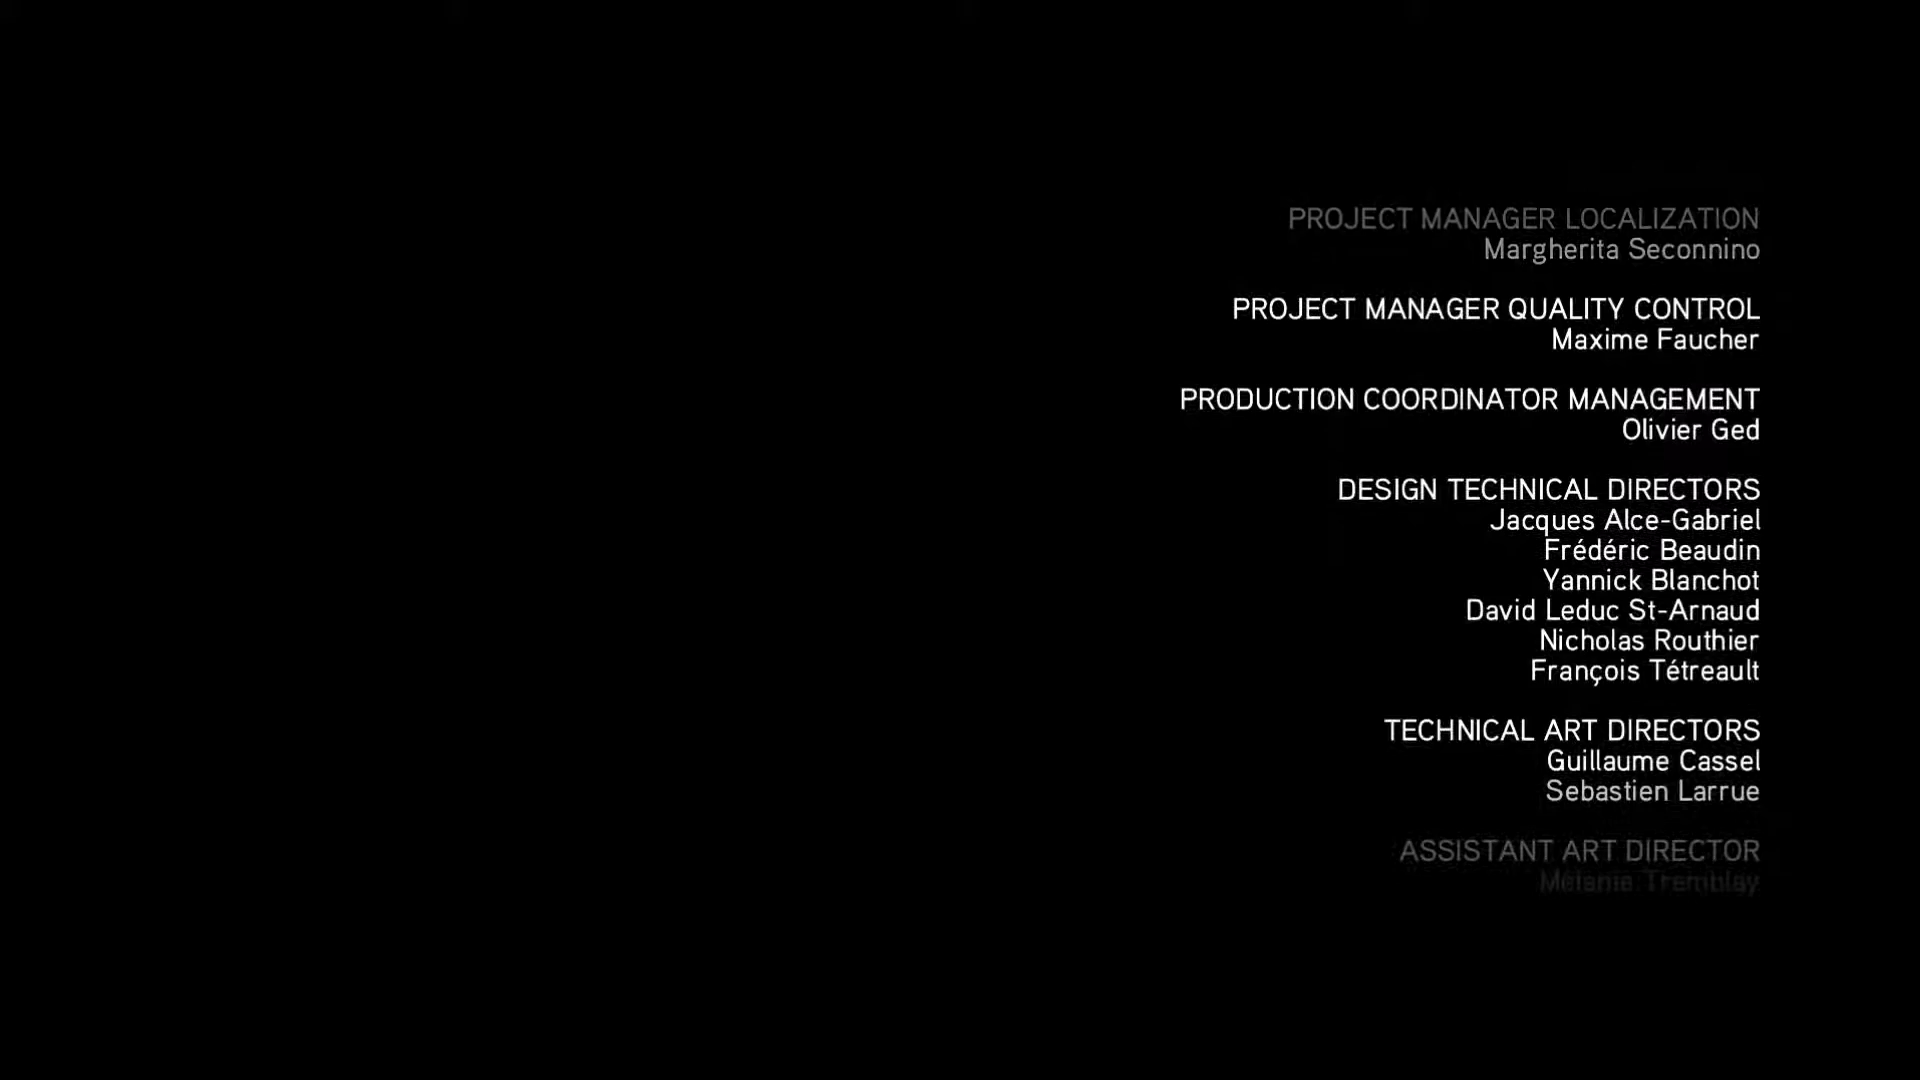 PROJECT MANAGER LOCALIZATION
Margherita Seconnino
PROJECT MANAGER QUALITY CONTROL
Maxime Faucher
PRODUCTION COORDINATOR MANAGEMENT
Olivier Ged
DESIGN TECHNICAL DIRECTORS
Jacques Alce-Gabriel
Frédéric Beaudin
Yannick Blanchot
David Leduc St-Arnaud
Nicholas Routhier
François Tétreault
TECHNICAL ART DIRECTORS
Guillaume Cassel
Sebastien Larrue
ASSISTANT ART DIRECTOR
Mélanie Tremblay